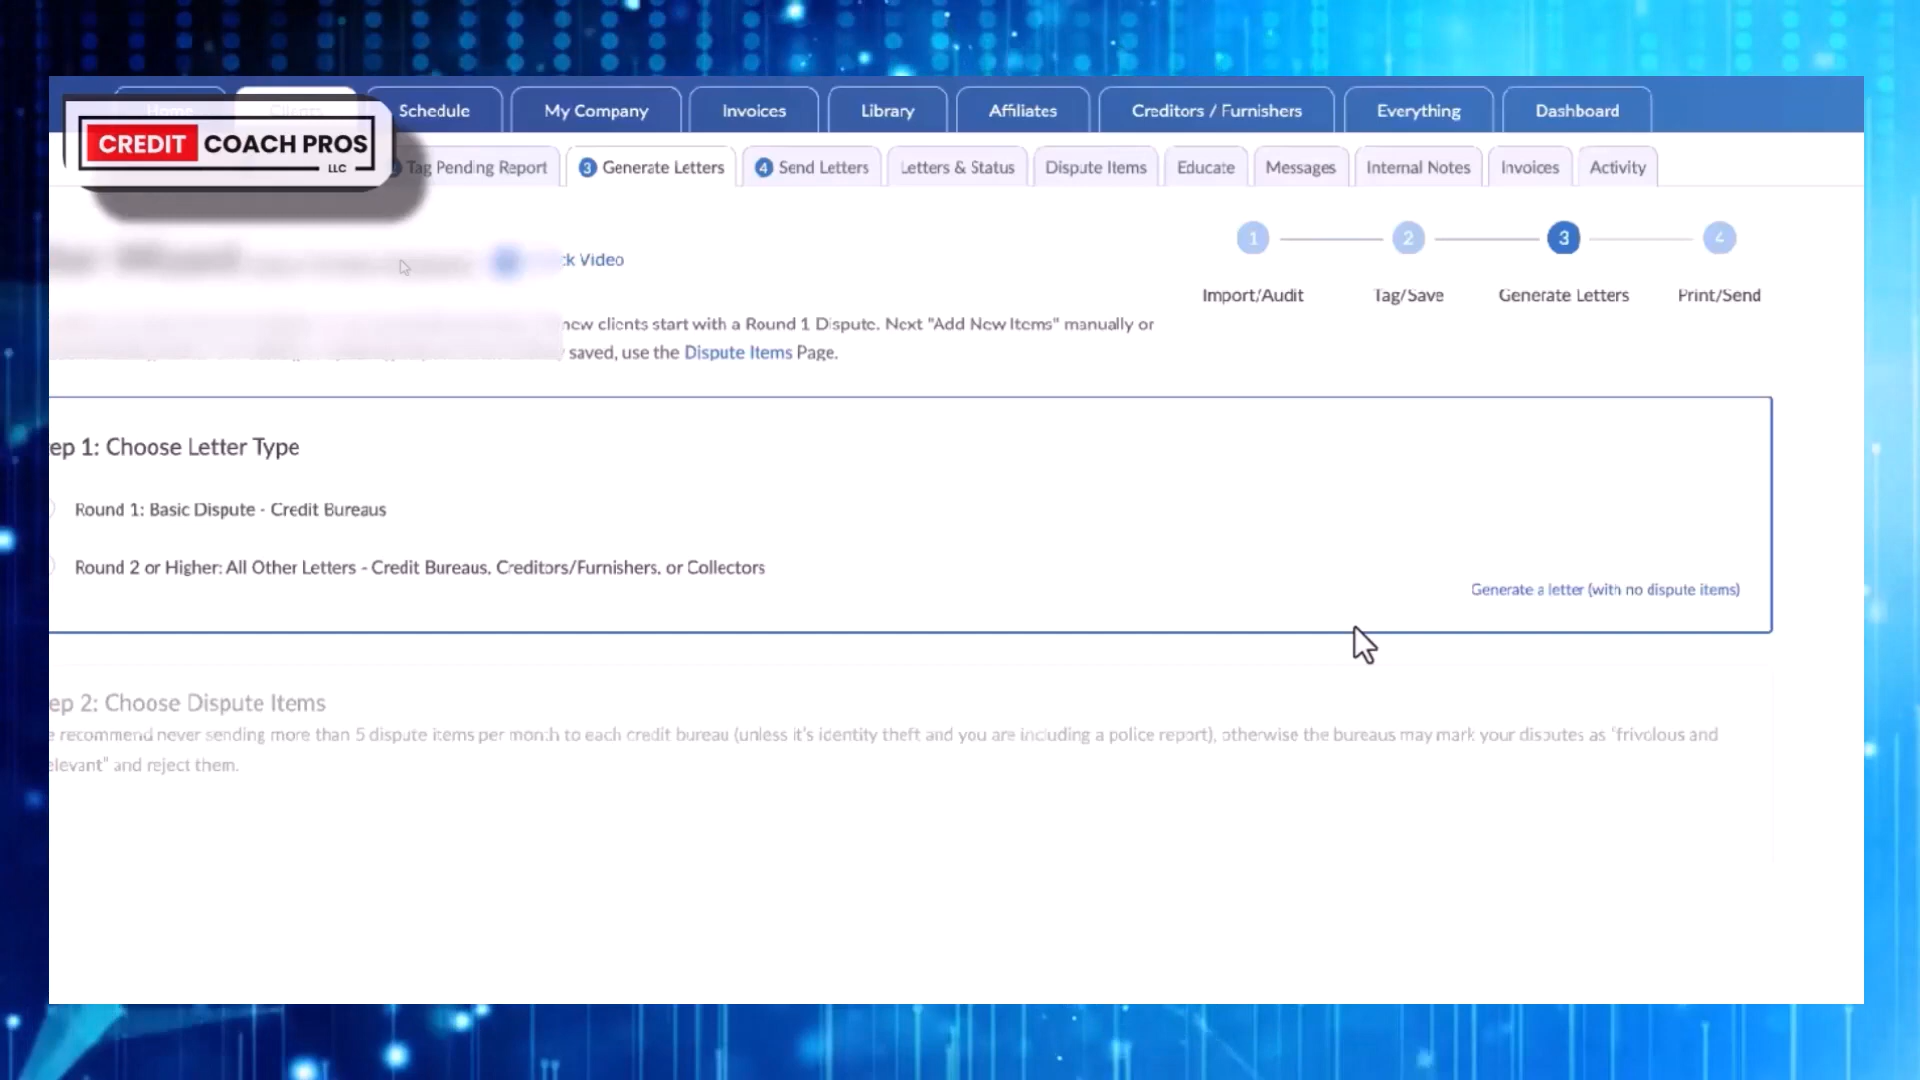 Home Clients Schedule My Company Invoices Library Affiliates Creditors / Furnishers Everything Dashboard
CREDIT COACH PROS
LLC
Tag Pending Report 3 Generate Letters 4 Send Letters Letters & Status Dispute Items Educate Messages Internal Notes Invoices Activity
1 2 3 4
Import/Audit Tag/Save Generate Letters Print/Send
ck Video
new clients start with a Round 1 Dispute. Next "Add New Items" manually or
saved, use the Dispute Items Page.
ep 1: Choose Letter Type
Round 1: Basic Dispute - Credit Bureaus
Round 2 or Higher: All Other Letters - Credit Bureaus, Creditors/Furnishers, or Collectors
Generate a letter (with no dispute items)
ep 2: Choose Dispute Items
e recommend never sending more than 5 dispute items per month to each credit bureau (unless it's identity theft and you are including a police report), otherwise the bureaus may mark your disputes as "frivolous and
elevant" and reject them.